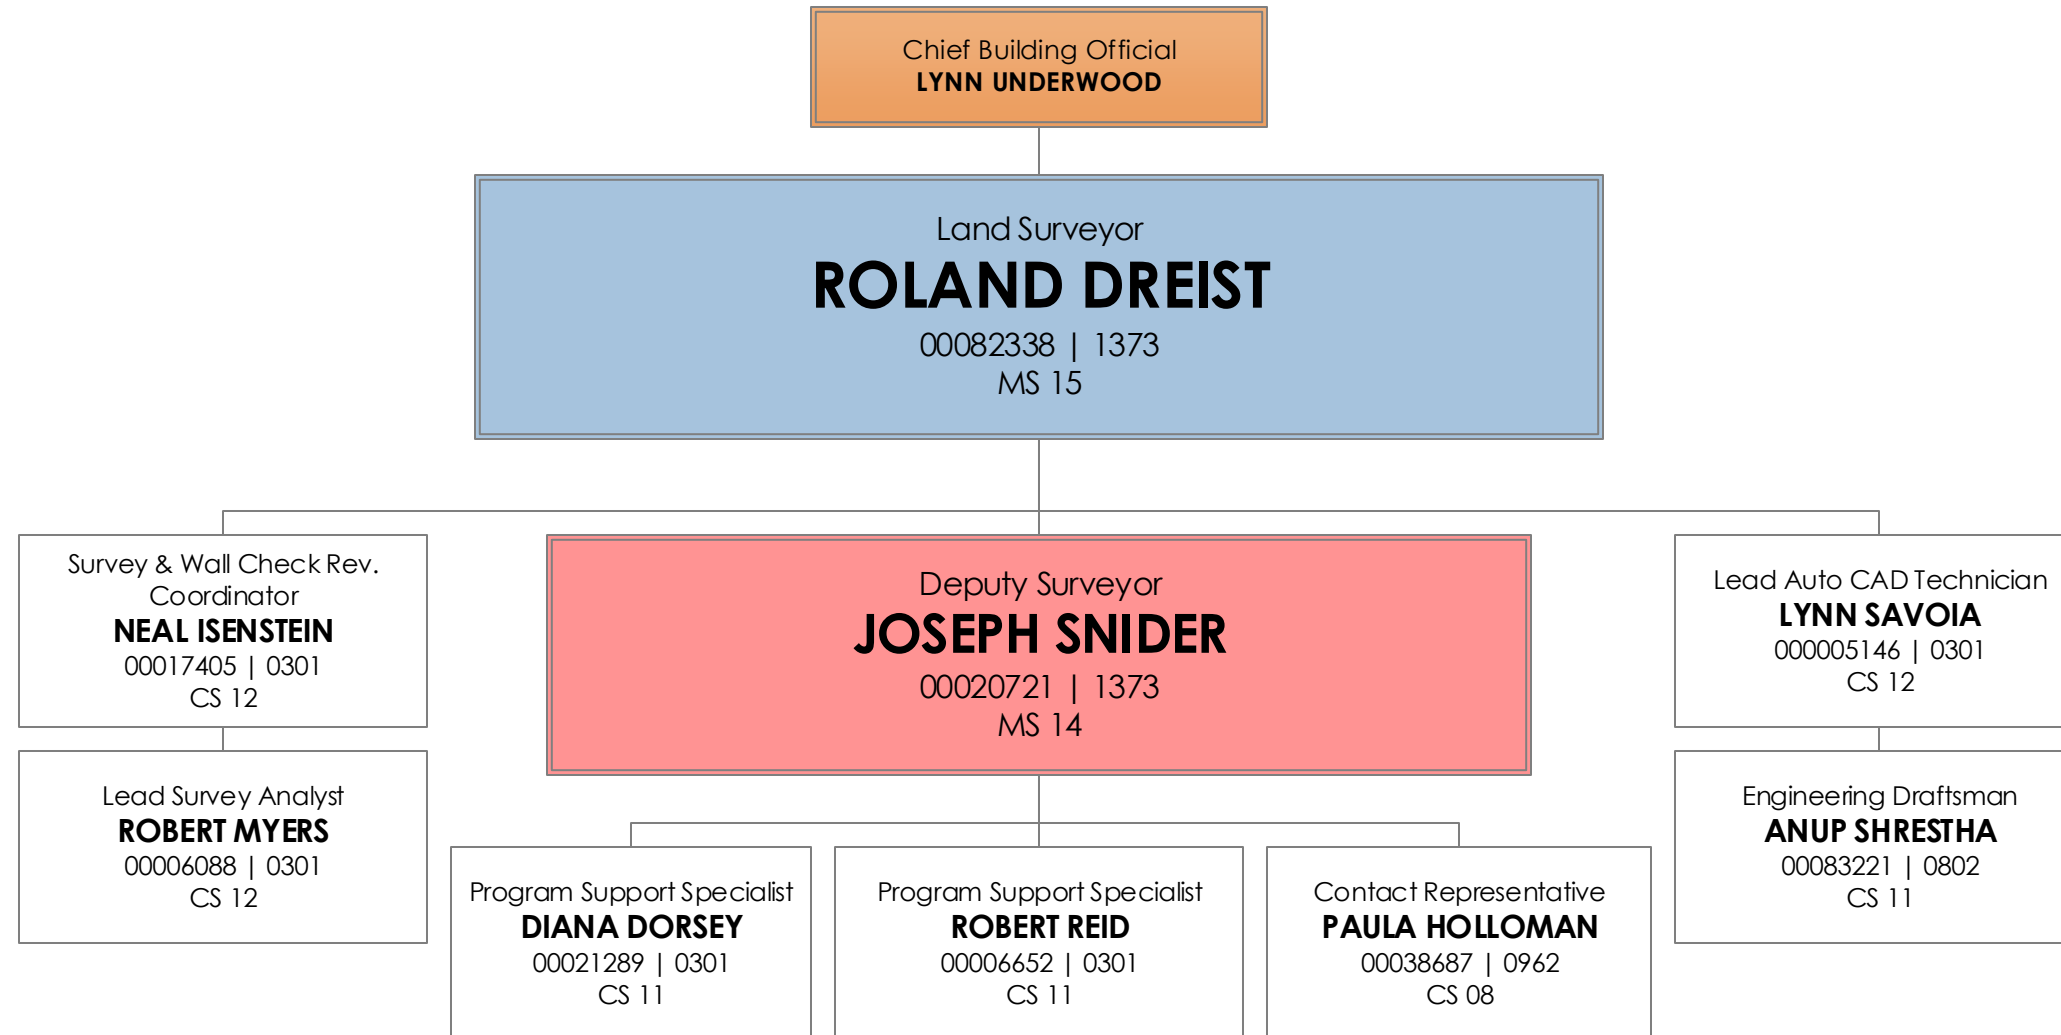 Chief Building Official
LYNN UNDERWOOD
Land Surveyor
ROLAND DREIST
00082338 | 1373
MS 15
Survey & Wall Check Rev.
Coordinator
NEAL ISENSTEIN
00017405 | 0301
CS 12
Deputy Surveyor
JOSEPH SNIDER
00020721 | 1373
MS 14
Lead Auto CAD Technician
LYNN SAVOIA
000005146 | 0301
CS 12
Lead Survey Analyst
ROBERT MYERS
00006088 | 0301
CS 12
Engineering Draftsman
ANUP SHRESTHA
00083221 | 0802
CS 11
Program Support Specialist
DIANA DORSEY
00021289 | 0301
CS 11
Program Support Specialist
ROBERT REID
00006652 | 0301
CS 11
Contact Representative
PAULA HOLLOMAN
00038687 | 0962
CS 08